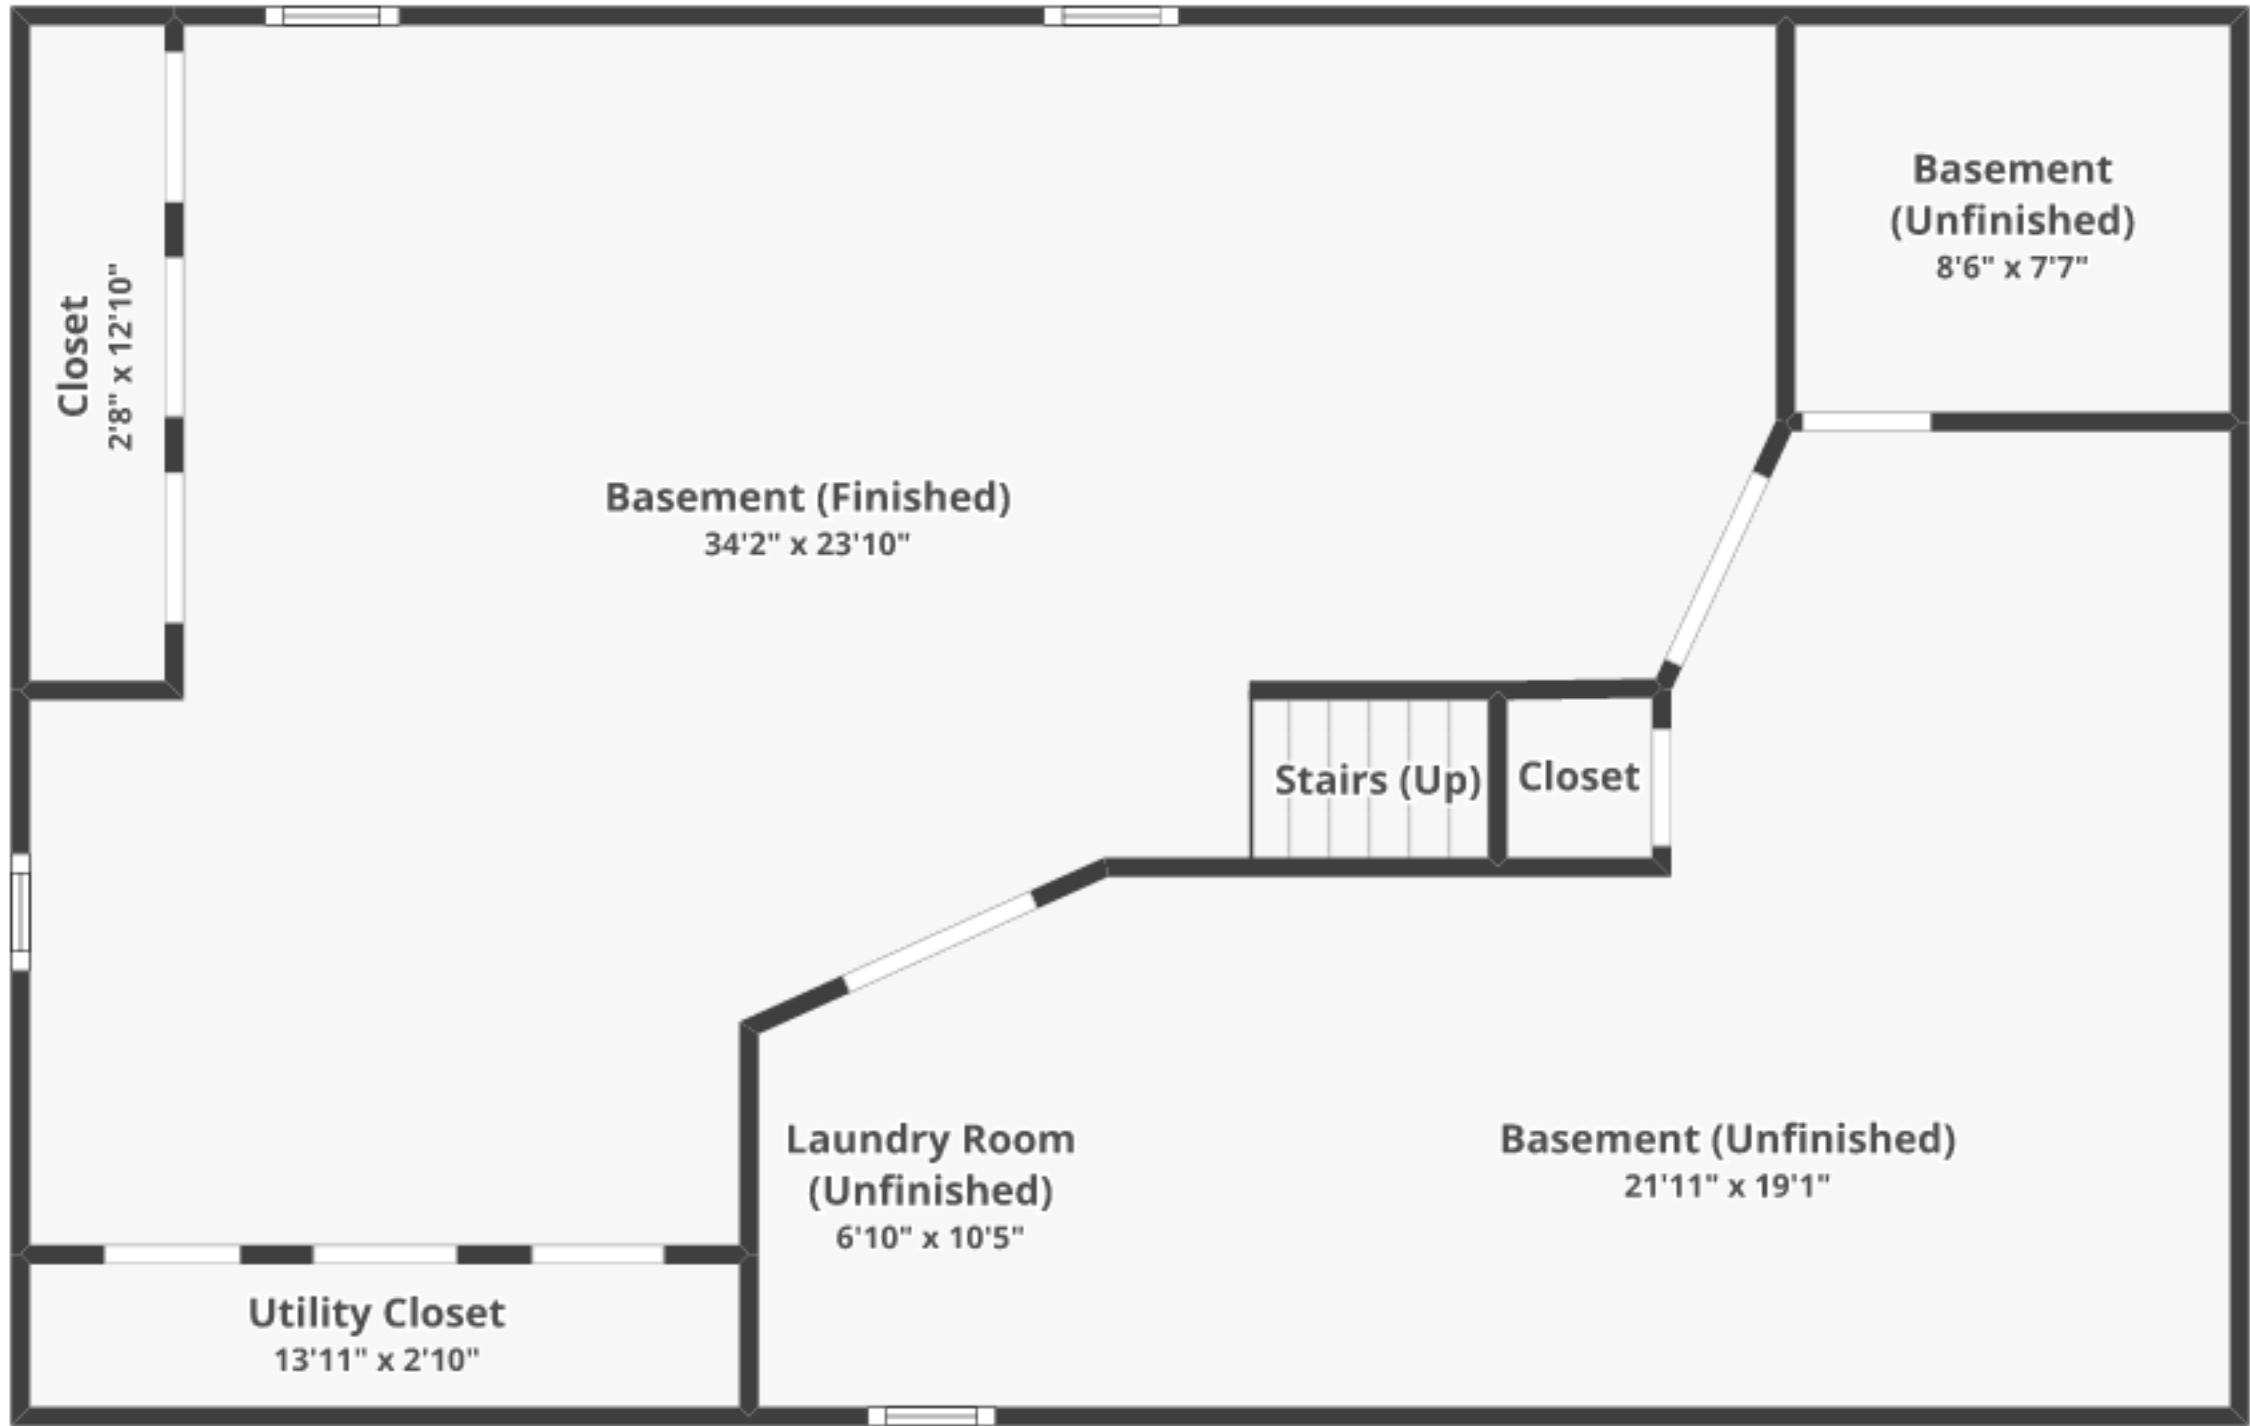 Basement
(Unfinished)
8'6" x 7'7"
Closet
2'8" x 12'10"
Basement (Finished)
34'2" x 23'10"
Stairs (Up)
Closet
Laundry Room
(Unfinished)
6'10" x 10'5"
Basement (Unfinished)
21'11" x 19'1"
Utility Closet
13'11" x 2'10"